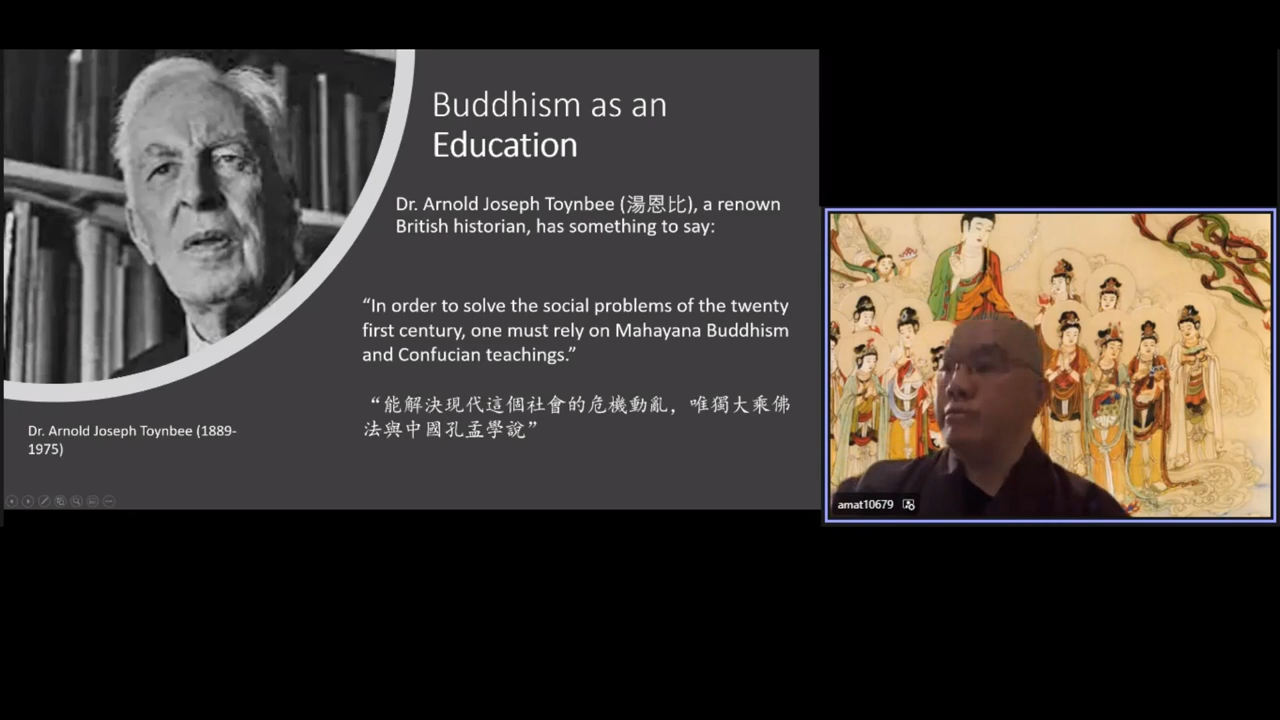 Buddhism as an
Education
Dr. Arnold Joseph Toynbee (湯恩比), a renown
British historian, has something to say:
“In order to solve the social problems of the twenty
first century, one must rely on Mahayana Buddhism
and Confucian teachings.”
“能解決現代這個社會的危機動亂，唯獨大乘佛
法與中國孔孟學說”
Dr. Arnold Joseph Toynbee (1889-
1975)
amat10679